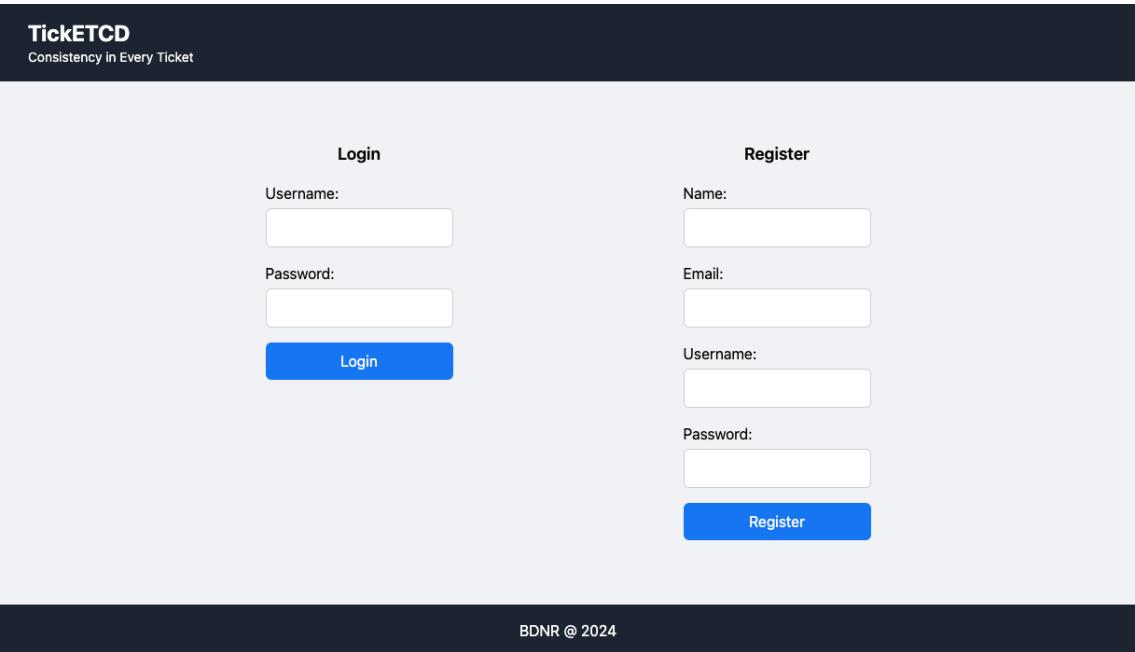 TickETCD
Consistency in Every Ticket
Login
Username:
Password:
Login
Register
Name:
Email:
Username:
Password:
Register
BDNR @ 2024